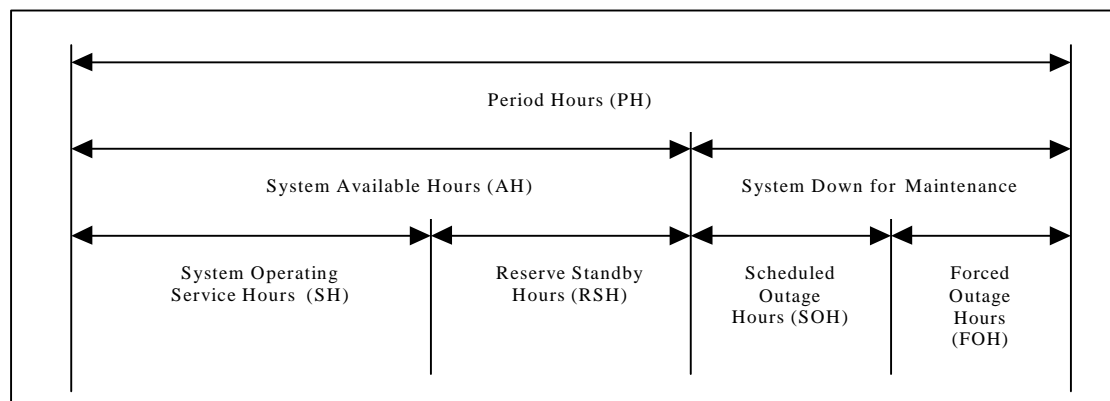 Period Hours (PH)
System Available Hours (AH)
System Down for Maintenance
System Operating
Service Hours (SH)
Reserve Standby
Hours (RSH)
Scheduled
Outage
Hours (SOH)
Forced
Outage
Hours
(FOH)